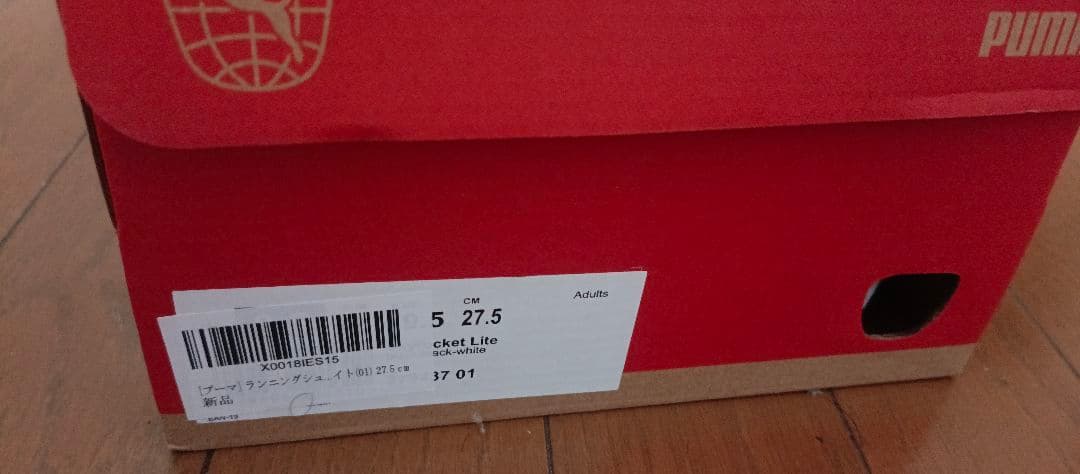 PUMA
Adults
CM
5 27.5
cket Lite
ack-white
37 01
X0018IES15
[プーマ] ランニングシュ...イト(01) 27.5 cm
新品